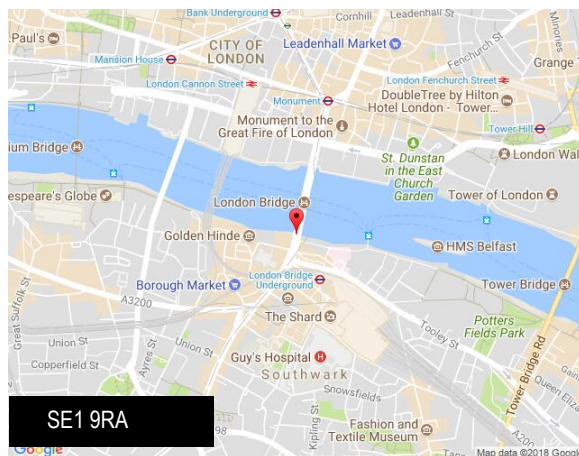 Bank Underground
Cornhill
Leadenhall St
Minories
.Paul's
CITY OF
LONDON
Leadenhall Market
Mansion House
Fenchurch St
Grange
London Cannon Street
London Fenchurch Street
DoubleTree by Hilton
Hotel London - Tower...
Monument
Monument to the
Great Fire of London
Tower Hill
ium Bridge
St. Dunstan
in the East
Church
Garden
London Wal
espeare's Globe
London Bridge
Tower of London
Golden Hinde
HMS Belfast
Borough Market
London Bridge
Underground
Tower Bridge
A3200
Great Suffolk St
The Shard
Tooley St
Potters
Fields Park
Union St
Ayres St
Union St
Copperfield St
Guy's Hospital
Southwark
Tower Bridge Rd
Snowsfields
Queen Eliz
SE1 9RA
98
Kipling St
Fashion and
Textile Museum
A200
Google
Map data ©2018 Googl